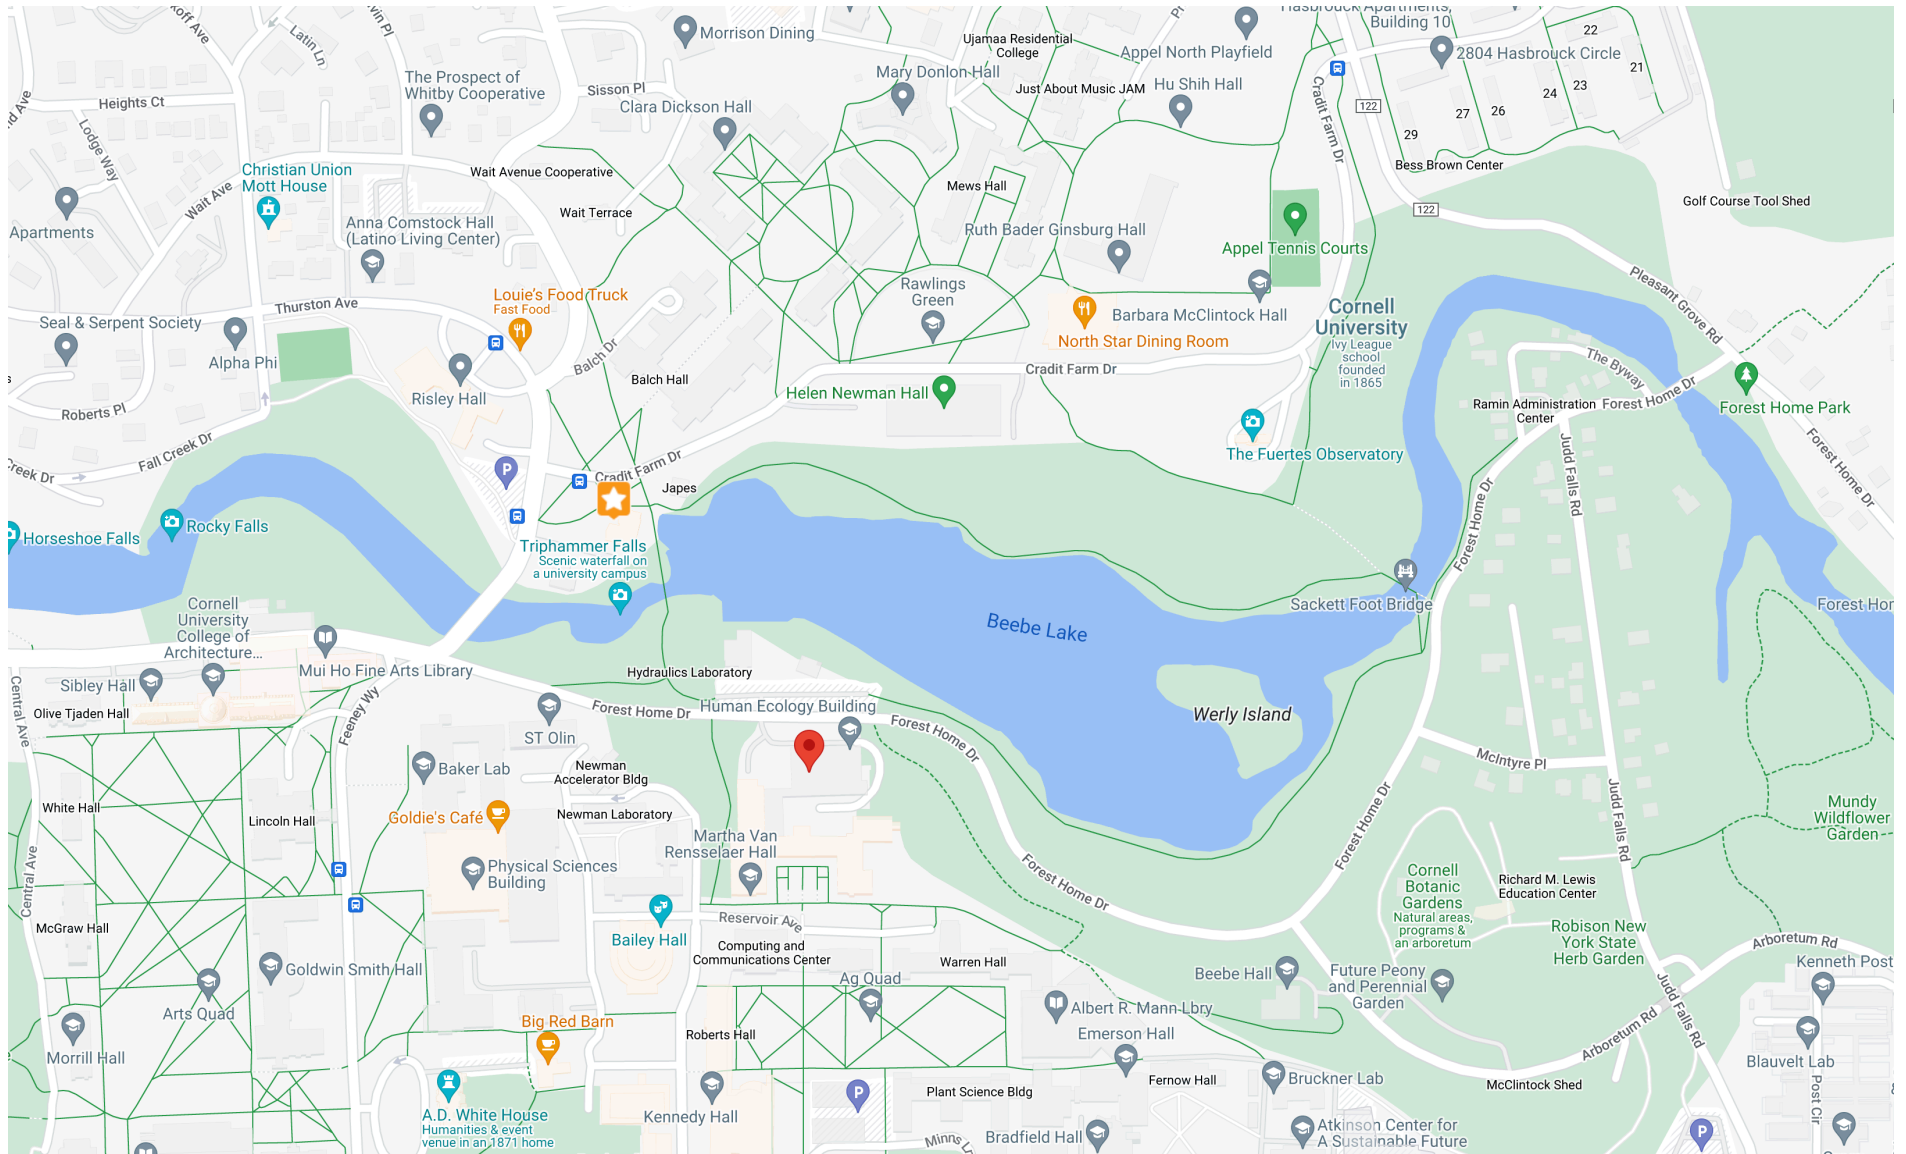 Hasbrouck Apartments,
Building 10
Morrison Dining
Ujamaa Residential
College
Appel North Playfield
2804 Hasbrouck Circle
22
21
23
24
26
27
29
Latin Ln
The Prospect of
Whitby Cooperative
Sisson Pl
Mary Donlon Hall
Just About Music JAM
Hu Shih Hall
Cradit Farm Dr
122
Heights Ct
Lodge Way
Clara Dickson Hall
Bess Brown Center
Christian Union
Mott House
Wait Ave
Wait Avenue Cooperative
Mews Hall
Golf Course Tool Shed
122
Apartments
Anna Comstock Hall
(Latino Living Center)
Wait Terrace
Ruth Bader Ginsburg Hall
Appel Tennis Courts
Pleasant Grove Rd
Thurston Ave
Louie's Food Truck
Fast Food
Rawlings
Green
Barbara McClintock Hall
Cornell
University
Ivy League
school
founded
in 1865
Seal & Serpent Society
Alpha Phi
Balch Dr
North Star Dining Room
The Byway
Roberts Pl
Risley Hall
Balch Hall
Cradit Farm Dr
Helen Newman Hall
Ramin Administration
Center
Forest Home Dr
Forest Home Park
Fall Creek Dr
Creek Dr
Cradit Farm Dr
P
Japes
The Fuertes Observatory
Judd Falls Rd
Forest Home Dr
Forest Home Dr
Horseshoe Falls
Rocky Falls
Triphammer Falls
Scenic waterfall on
a university campus
Sackett Foot Bridge
Forest Hor
Cornell
University
College of
Architecture...
Beebe Lake
Mui Ho Fine Arts Library
Hydraulics Laboratory
Sibley Hall
Olive Tjaden Hall
Central Ave
Feeney Wy
ST Olin
Forest Home Dr
Human Ecology Building
Forest Home Dr
Werly Island
McIntyre Pl
Baker Lab
Newman
Accelerator Bldg
White Hall
Lincoln Hall
Goldie's Café
Newman Laboratory
Forest Home Dr
Judd Falls Rd
Mundy
Wildflower
Garden
Central Ave
Martha Van
Rensselaer Hall
Physical Sciences
Building
Forest Home Dr
Cornell
Botanic
Gardens
Natural areas,
programs &
an arboretum
Richard M. Lewis
Education Center
McGraw Hall
Bailey Hall
Reservoir Ave
Computing and
Communications Center
Warren Hall
Robison New
York State
Herb Garden
Arboretum Rd
Goldwin Smith Hall
Ag Quad
Beebe Hall
Future Peony
and Perennial
Garden
Kenneth Post
Arts Quad
Big Red Barn
Roberts Hall
Albert R. Mann Lbry
Emerson Hall
Arboretum Rd
Judd Falls Rd
Morrill Hall
Blauvelt Lab
Fernow Hall
Bruckner Lab
McClintock Shed
A.D. White House
Humanities & event
venue in an 1871 home
Kennedy Hall
P
Plant Science Bldg
Post Cir
Minns Ln
Bradfield Hall
Atkinson Center for
A Sustainable Future
P